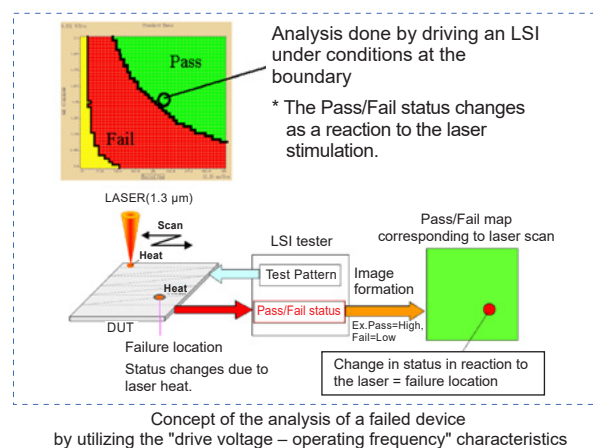 Analysis done by driving an LSI
under conditions at the
boundary
* The Pass/Fail status changes
as a reaction to the laser
stimulation.
Pass
Fail
LASER(1.3 μm)
Scan
Heat
Heat
DUT
Failure location
Status changes due to
laser heat.
LSI tester
Test Pattern
Pass/Fail status
Image
formation
Ex.Pass=High,
Fail=Low
Pass/Fail map
corresponding to laser scan
Change in status in reaction to
the laser = failure location
Concept of the analysis of a failed device
by utilizing the "drive voltage – operating frequency" characteristics